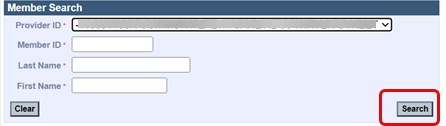 Member Search
Provider ID *
Member ID *
Last Name *
First Name *
Clear Search